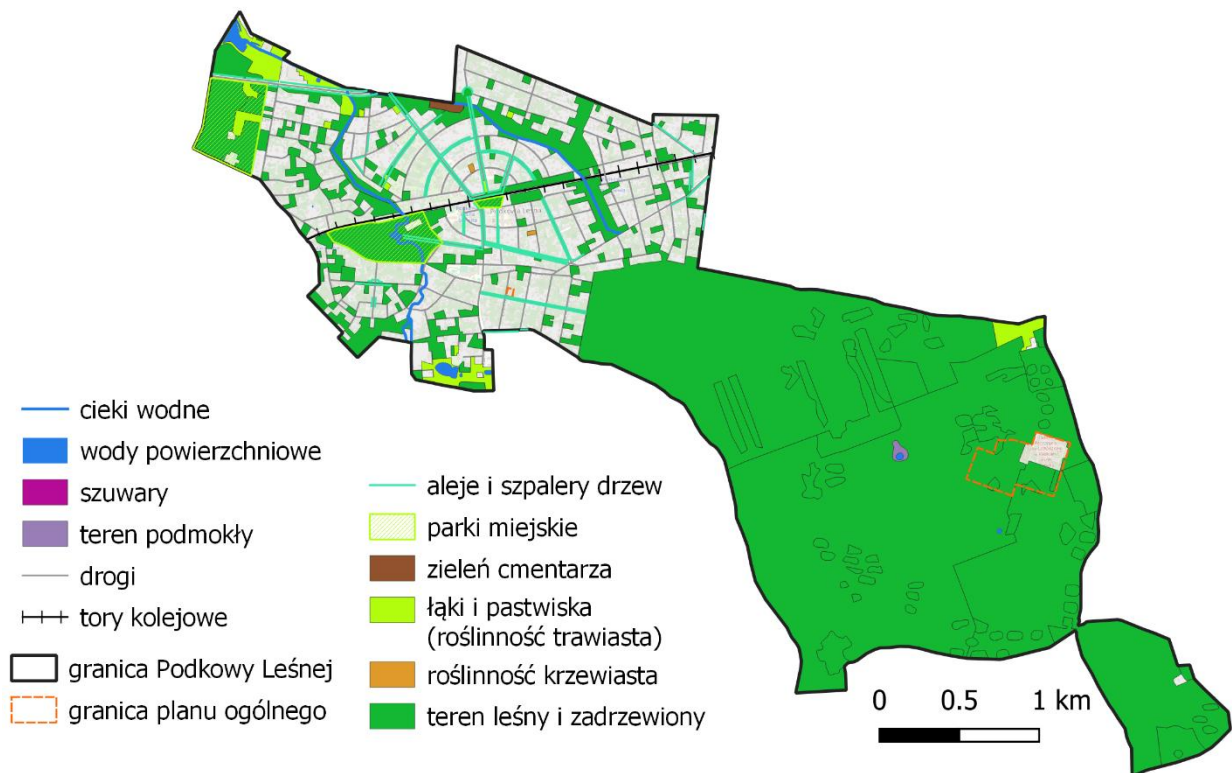 cieki wodne
wody powierzchniowe
szuwary
teren podmokły
drogi
tory kolejowe
granica Podkowy Leśnej
granica planu ogólnego
aleje i szpalery drzew
parki miejskie
zieleń cmentarza
łąki i pastwiska
(roślinność trawiasta)
roślinność krzewiasta
teren leśny i zadrzewiony
0 0.5 1 km